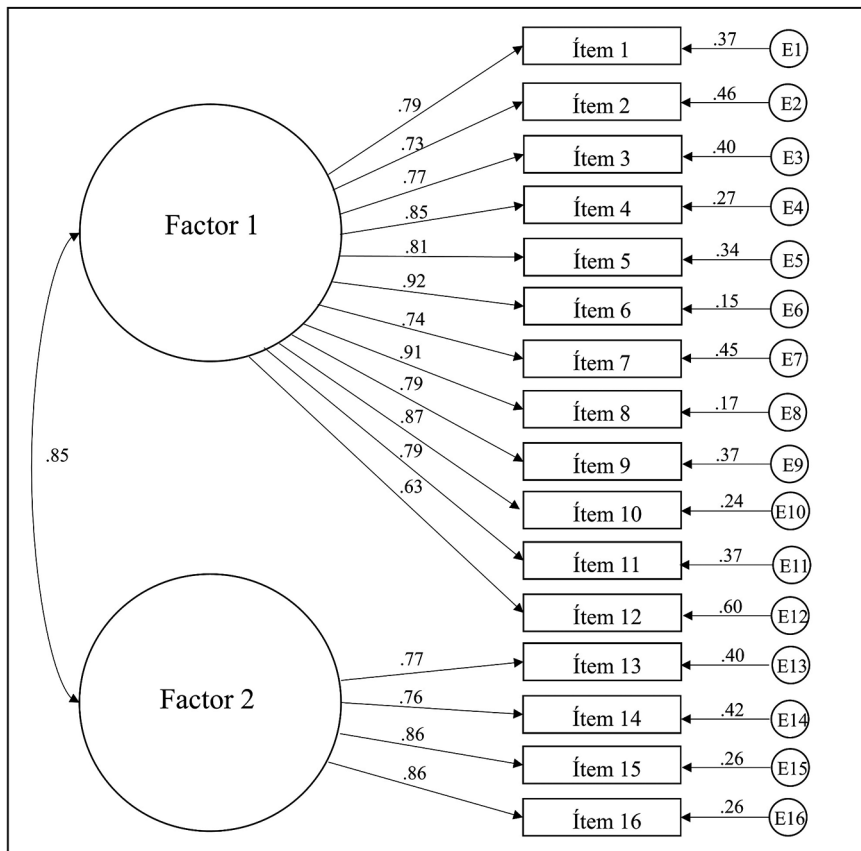 Factor 1
.79
.73
.77
.85
.81
.92
.74
.91
.79
.87
.79
.63
.85
Factor 2
.77
.76
.86
.86
Ítem 1 .37 E1
Ítem 2 .46 E2
Ítem 3 .40 E3
Ítem 4 .27 E4
Ítem 5 .34 E5
Ítem 6 .15 E6
Ítem 7 .45 E7
Ítem 8 .17 E8
Ítem 9 .37 E9
Ítem 10 .24 E10
Ítem 11 .37 E11
Ítem 12 .60 E12
Ítem 13 .40 E13
Ítem 14 .42 E14
Ítem 15 .26 E15
Ítem 16 .26 E16